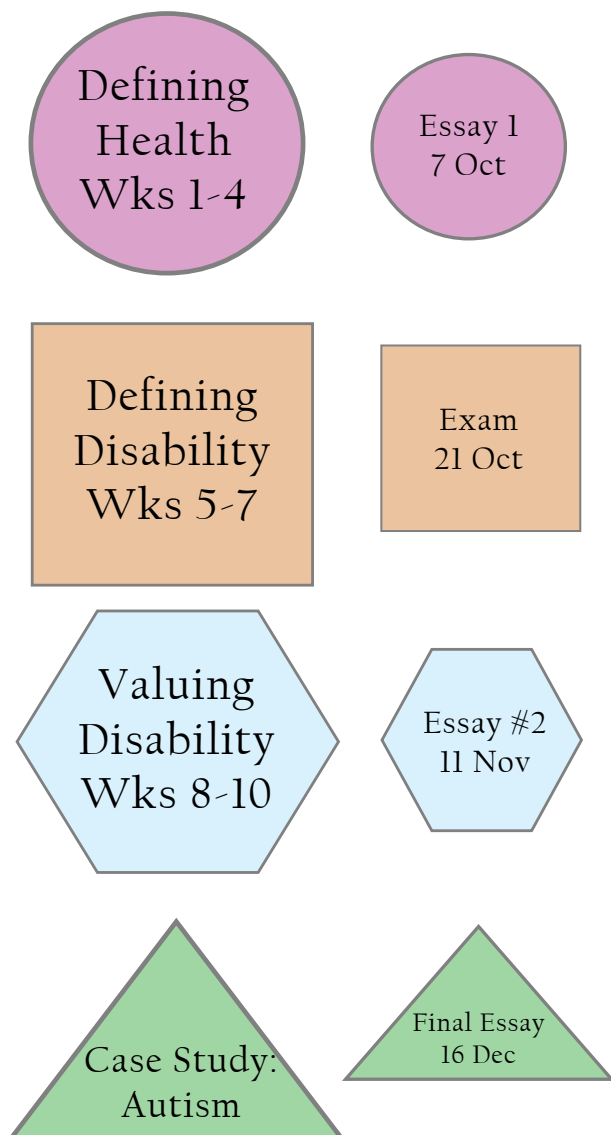 Defining
Health
Wks 1-4
Essay 1
7 Oct
Defining
Disability
Wks 5-7
Exam
21 Oct
Valuing
Disability
Wks 8-10
Essay #2
11 Nov
Case Study:
Autism
Final Essay
16 Dec